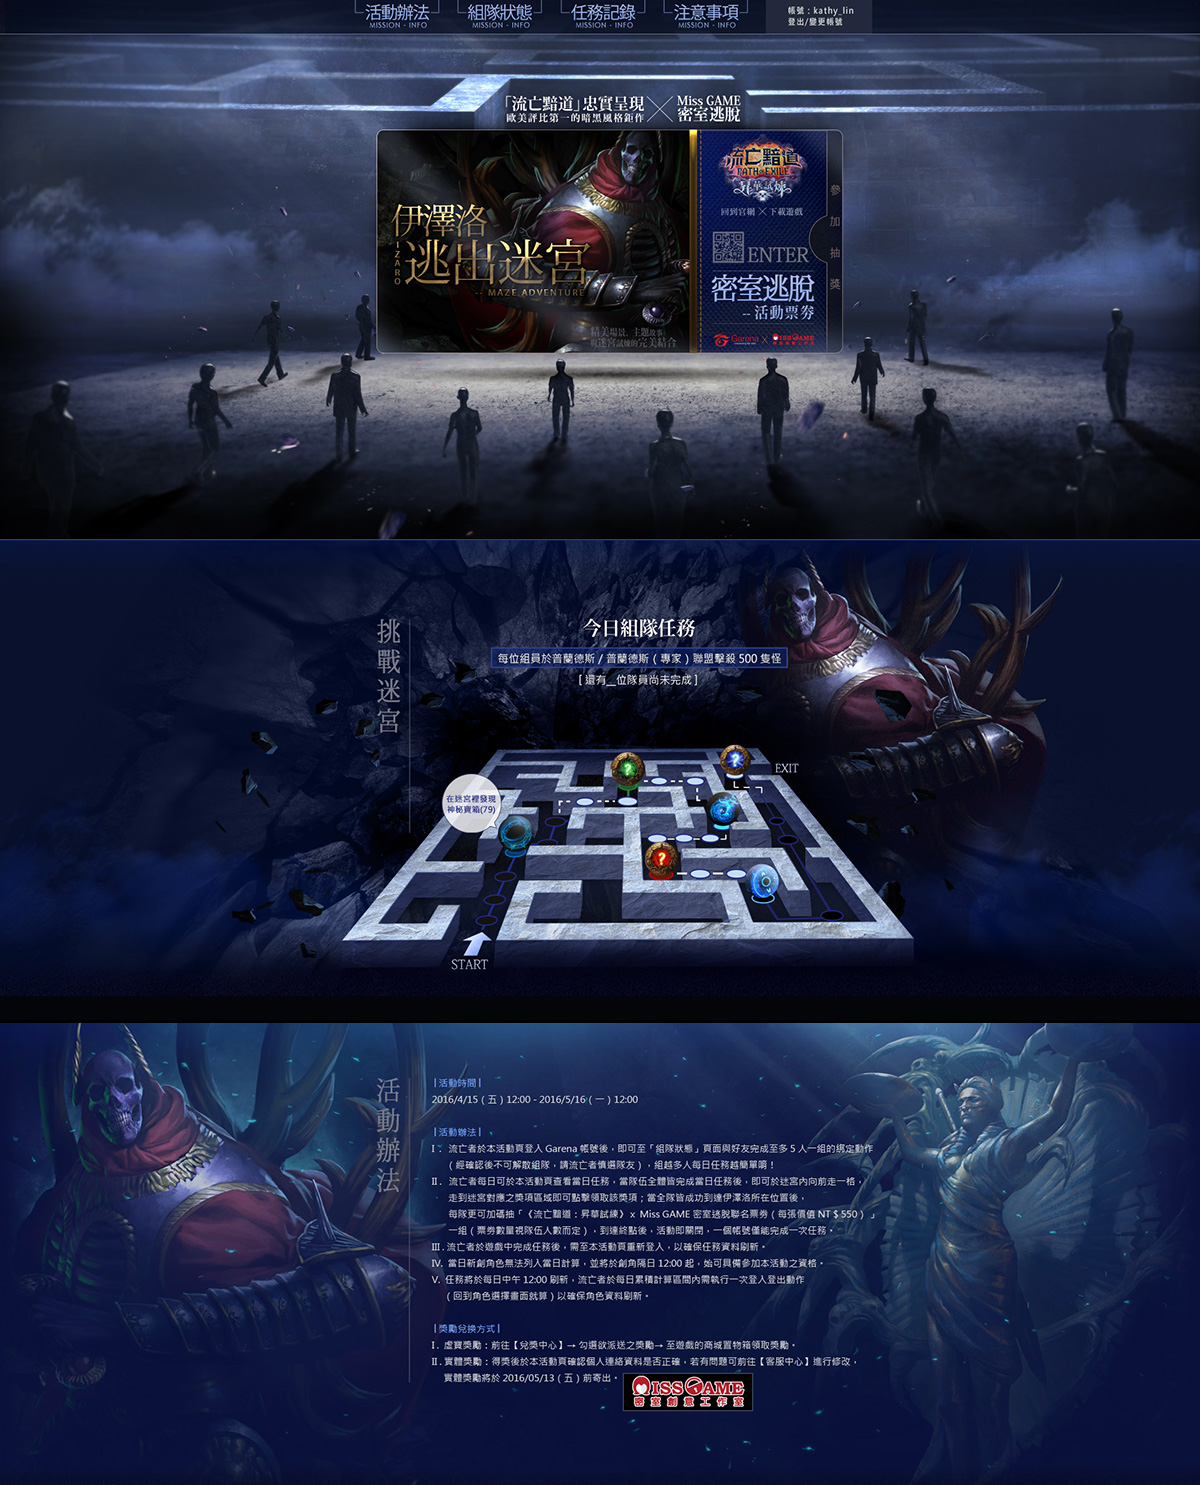 活動辦法
MISSION - INFO
組隊狀態
MISSION - INFO
任務記錄
MISSION - INFO
注意事項
MISSION - INFO
帳號：kathy_lin
登出/變更帳號
「流亡黯道」忠實呈現
歐美評比第一的暗黑風格鉅作
Miss GAME
密室逃脫
伊澤洛
IZARO
逃出迷宮
-- MAZE ADVENTURE
精美場景．主題故事
與迷宮試煉的完美結合
流亡黯道
PATH OF EXILE
昇華試煉
回到官網 ╳ 下載遊戲
ENTER
密室逃脫
-- 活動票券
Garena
X
MISS GAME
參加抽獎
挑戰迷宮
今日組隊任務
每位組員於普蘭德斯 / 普蘭德斯（專家）聯盟擊殺 500 隻怪
[ 還有__位隊員尚未完成 ]
在迷宮裡發現
神秘寶箱(79)
EXIT
START
活動辦法
| 活動時間 |
2016/4/15 ( 五 ) 12:00 - 2016/5/16 ( 一 ) 12:00
| 活動辦法 |
I . 流亡者於本活動頁登入 Garena 帳號後，即可至「組隊狀態」頁面與好友完成至多 5 人一組的綁定動作
（經確認後不可解散組隊，請流亡者慎選隊友），組越多人每日任務越簡單唷！
II . 流亡者每日可於本活動頁查看當日任務，當隊伍全體皆完成當日任務後，即可於迷宮內向前走一格，
走到迷宮對應之獎項區域即可點擊領取該獎項；當全隊皆成功到達伊澤洛所在位置後，
每隊更可加碼抽「《流亡黯道：昇華試練》 x Miss GAME 密室逃脫聯名票券（每張價值 NT $ 550）」
一組（票券數量視隊伍人數而定），到達終點後，活動即關閉，一個帳號僅能完成一次任務。
III . 流亡者於遊戲中完成任務後，需至本活動頁重新登入，以確保任務資料刷新。
IV. 當日新創角色無法列入當日計算，並將於創角隔日 12:00 起，始可具備參加本活動之資格。
V. 任務將於每日中午 12:00 刷新，流亡者於每日累積計算區間內需執行一次登入登出動作
（回到角色選擇畫面就算）以確保角色資料刷新。
| 獎勵兌換方式 |
I . 虛寶獎勵：前往【兌獎中心】→ 勾選欲派送之獎勵→ 至遊戲的商城置物箱領取獎勵。
II . 實體獎勵：得獎後於本活動頁確認個人連絡資料是否正確，若有問題可前往【客服中心】進行修改，
實體獎勵將於 2016/05/13（五）前寄出。
MISS GAME
密室創意工作室